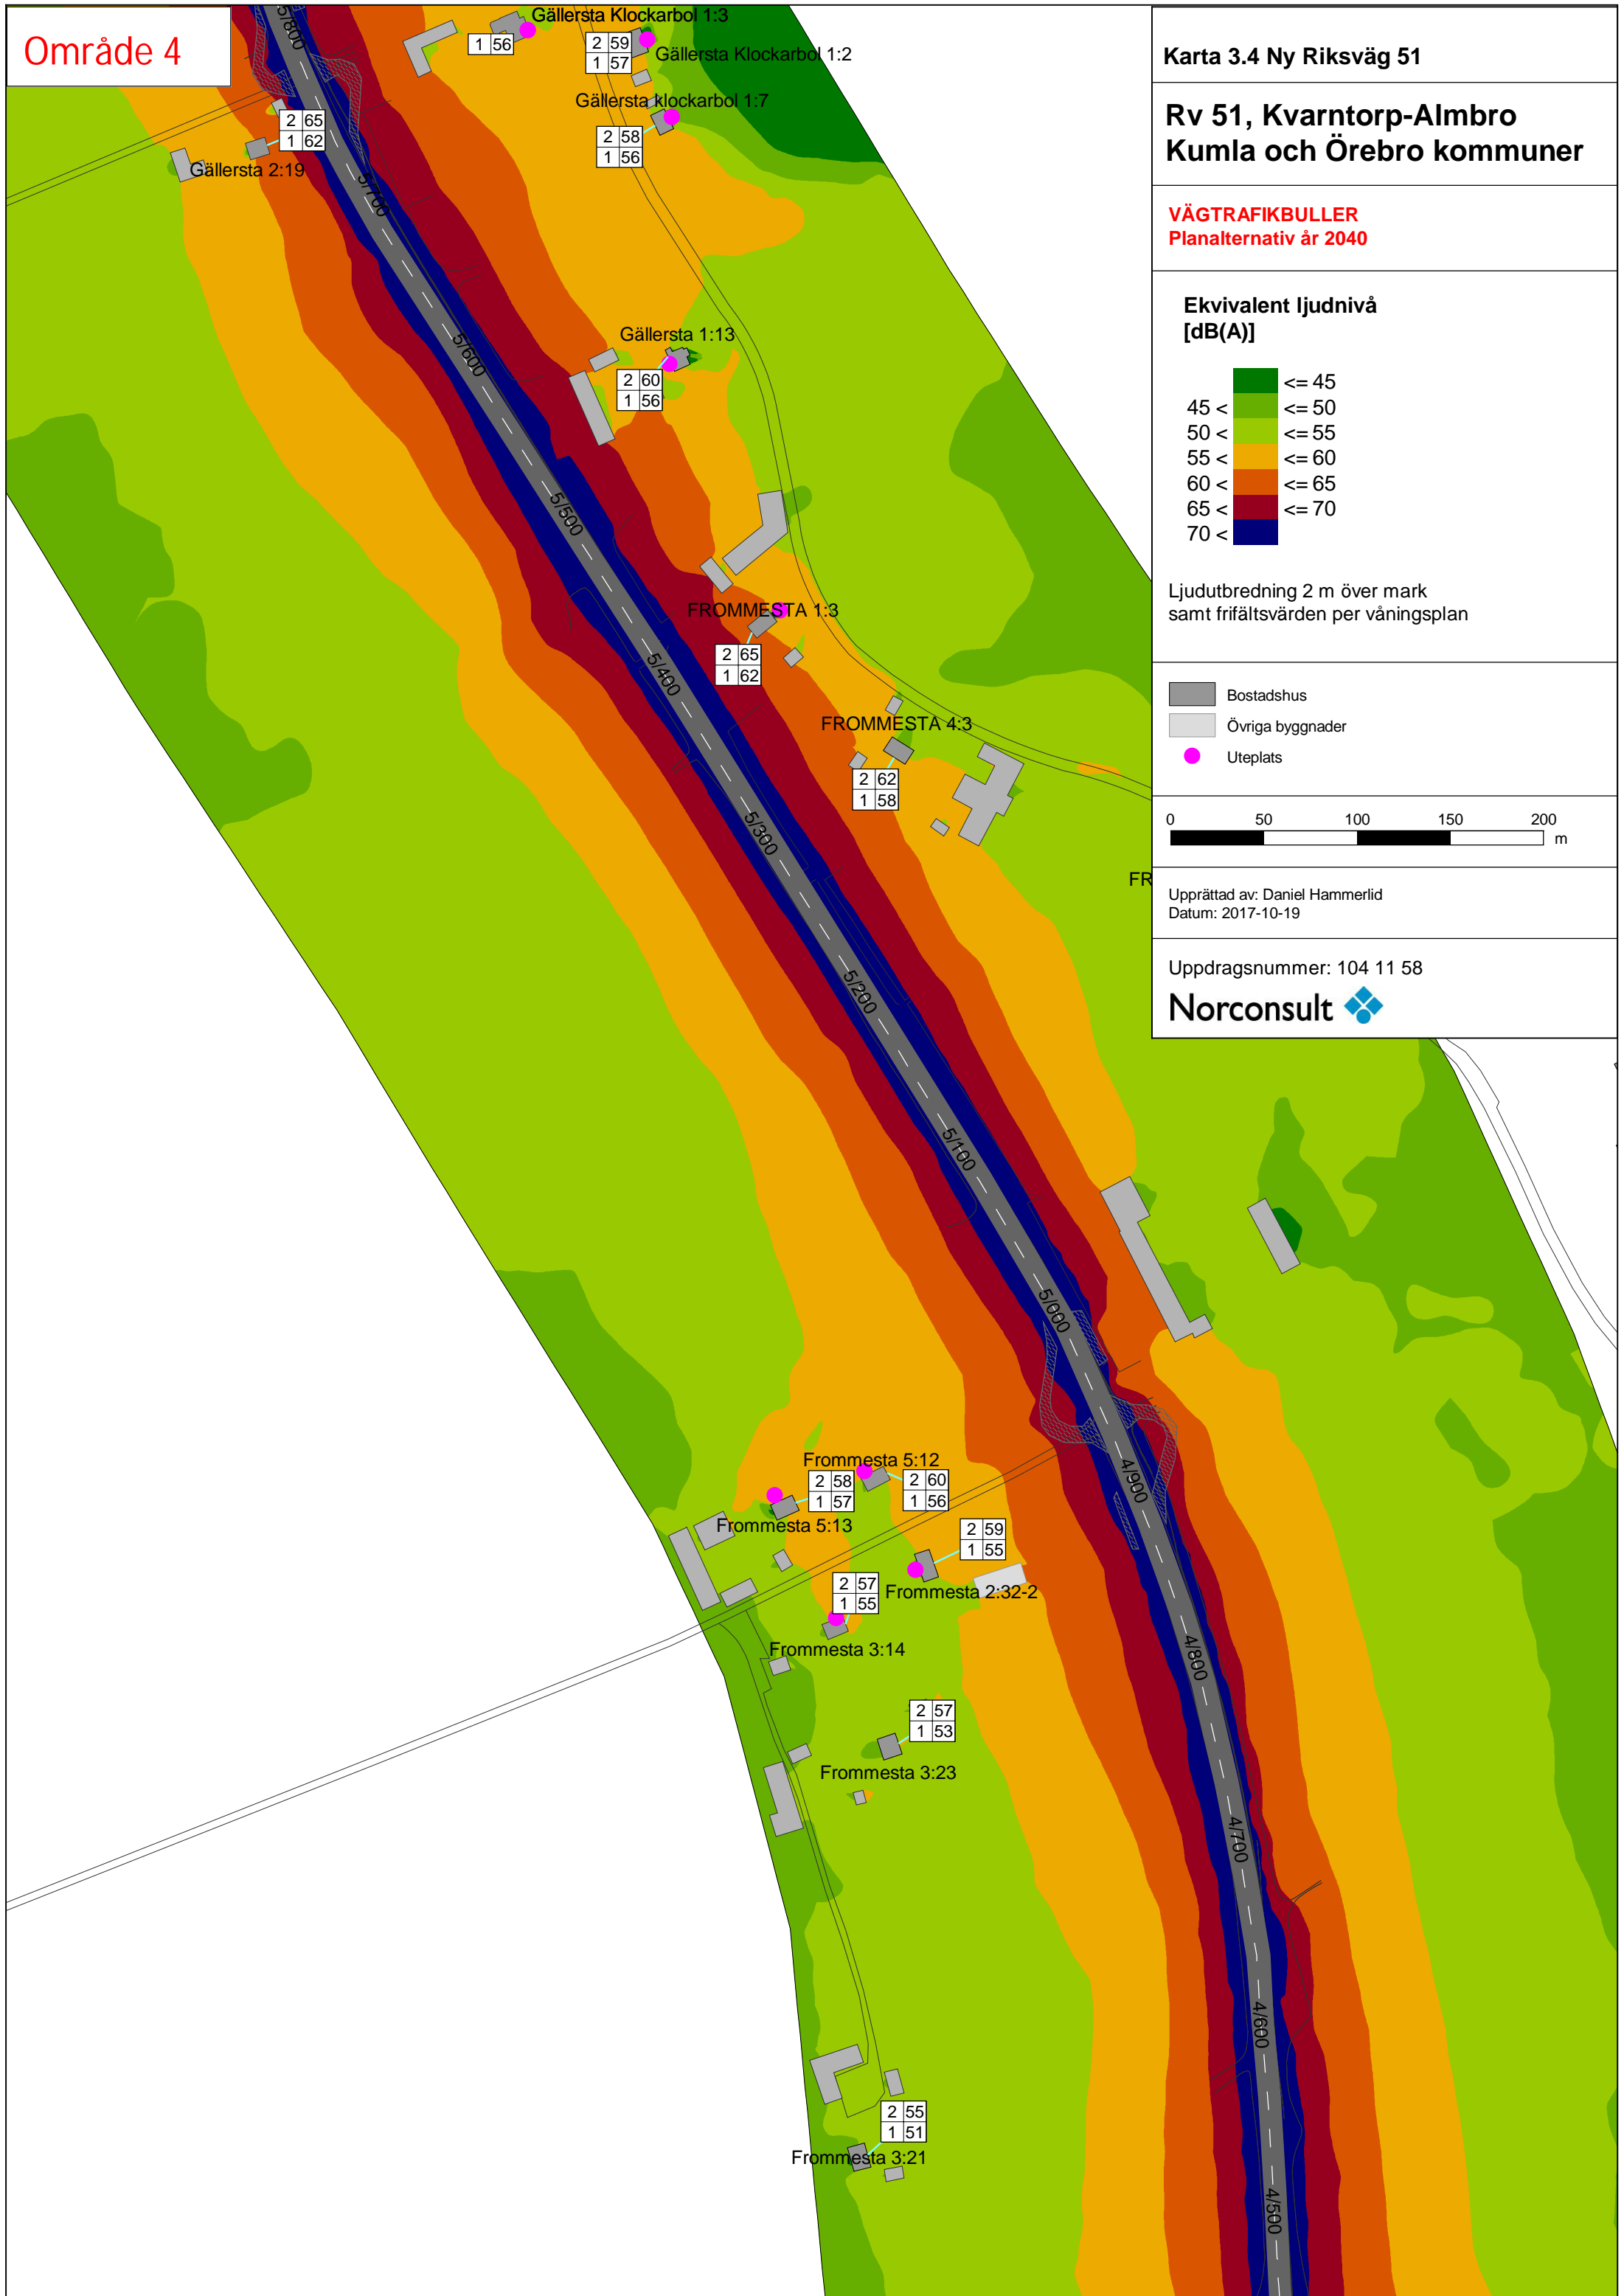 Område 4
Karta 3.4 Ny Riksväg 51
Rv 51, Kvarntorp-Almbro
Kumla och Örebro kommuner
VÄGTRAFIKBULLER
Planalternativ år 2040
Ekvivalent ljudnivå
[dB(A)]
<= 45
45 < <= 50
50 < <= 55
55 < <= 60
60 < <= 65
65 < <= 70
70 <
Ljudutbredning 2 m över mark
samt frifältsvärden per våningsplan
Bostadshus
Övriga byggnader
Uteplats
0 50 100 150 200
m
Upprättad av: Daniel Hammerlid
Datum: 2017-10-19
Uppdragsnummer: 104 11 58
Norconsult
5/800
Gällersta Klockarbol 1:3
1 56
2 59
1 57
Gällersta Klockarbol 1:2
Gällersta klockarbol 1:7
2 58
1 56
2 65
1 62
Gällersta 2:19
5/700
Gällersta 1:13
2 60
1 56
5/600
5/500
FROMMESTA 1:3
2 65
1 62
5/400
FROMMESTA 4:3
2 62
1 58
5/300
FR
5/200
5/100
5/000
Frommesta 5:12
2 58
1 57
2 60
1 56
4/900
Frommesta 5:13
2 59
1 55
2 57
1 55
Frommesta 2:32-2
Frommesta 3:14
4/800
2 57
1 53
Frommesta 3:23
4/700
4/600
2 55
1 51
Frommesta 3:21
4/500